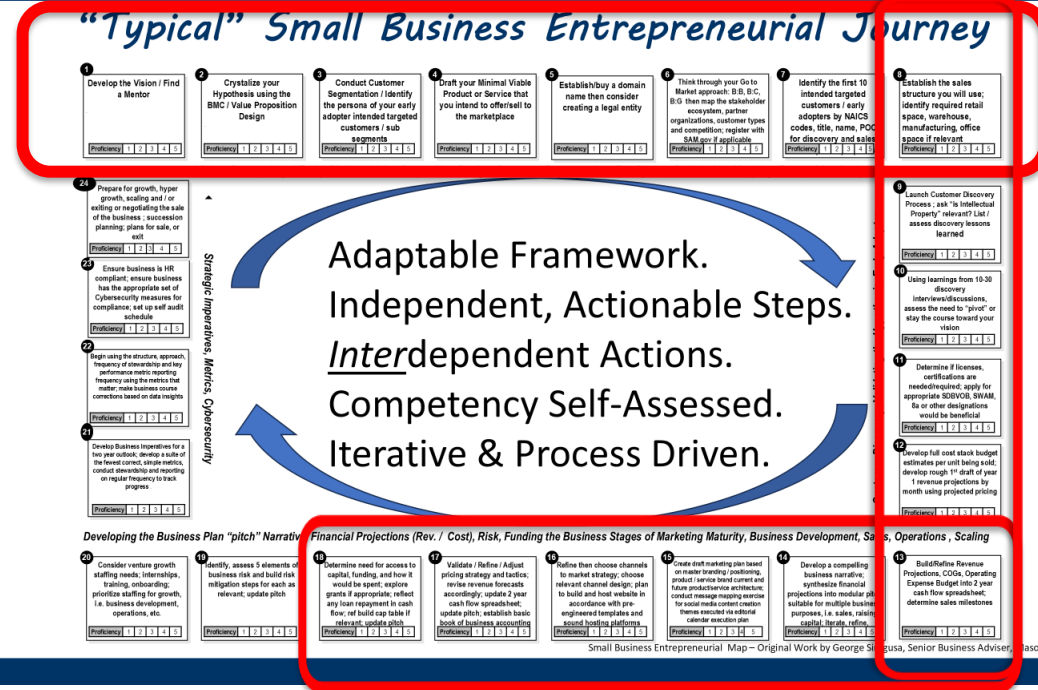 “Typical” Small Business Entrepreneurial Journey
1
Develop the Vision / Find
a Mentor
Proficiency 1 2 3 4 5
2
Crystalize your
Hypothesis using the
BMC / Value Proposition
Design
Proficiency 1 2 3 4 5
3
Conduct Customer
Segmentation / Identify
the persona of your early
adopter intended targeted
customers / sub
segments
Proficiency 1 2 3 4 5
4
Draft your Minimal Viable
Product or Service that
you intend to offer/sell to
the marketplace
Proficiency 1 2 3 4 5
5
Establish/buy a domain
name then consider
creating a legal entity
Proficiency 1 2 3 4 5
6
Think through your Go to
Market approach: B:B, B:C,
B:G then map the stakeholder
ecosystem, partner
organizations, customer types
and competition; register with
SAM.gov if applicable
Proficiency 1 2 3 4 5
7
Identify the first 10
intended targeted
customers / early
adopters by NAICS
codes, title, name, POC
for discovery and sales
Proficiency 1 2 3 4 5
8
Establish the sales
structure you will use;
identify required retail
space, warehouse,
manufacturing, office
space if relevant
Proficiency 1 2 3 4 5
9
Launch Customer Discovery
Process ; ask “is Intellectual
Property” relevant? List /
assess discovery lessons
learned
Proficiency 1 2 3 4 5
10
Using learnings from 10-30
discovery
interviews/discussions,
assess the need to “pivot” or
stay the course toward your
vision
Proficiency 1 2 3 4 5
11
Determine if licenses,
certifications are
needed/required; apply for
appropriate SDBVOB, SWAM,
8a or other designations
would be beneficial
Proficiency 1 2 3 4 5
12
Develop full cost stack budget
estimates per unit being sold;
develop rough 1st draft of year
1 revenue projections by
month using projected pricing
Proficiency 1 2 3 4 5
24
Prepare for growth, hyper
growth, scaling and / or
exiting or negotiating the sale
of the business ; succession
planning; plans for sale, or
exit
Proficiency 1 2 3 4 5
23
Ensure business is HR
compliant; ensure business
has the appropriate set of
Cybersecurity measures for
compliance; set up self audit
schedule
Proficiency 1 2 3 4 5
22
Begin using the structure, approach,
frequency of stewardship and key
performance metric reporting
frequency using the metrics that
matter; make business course
corrections based on data insights
Proficiency 1 2 3 4 5
21
Develop Business Imperatives for a
two year outlook; develop a suite of
the fewest correct, simple metrics,
conduct stewardship and reporting
on regular frequency to track
progress
Proficiency 1 2 3 4 5
Strategic Imperatives, Metrics, Cybersecurity
Adaptable Framework.
Independent, Actionable Steps.
Interdependent Actions.
Competency Self-Assessed.
Iterative & Process Driven.
Developing the Business Plan “pitch” Narrative, Financial Projections (Rev. / Cost), Risk, Funding the Business Stages of Marketing Maturity, Business Development, Sales, Operations , Scaling
20
Consider venture growth
staffing needs; internships,
training, onboarding;
prioritize staffing for growth,
i.e. business development,
operations, etc.
Proficiency 1 2 3 4 5
19
Identify, assess 5 elements of
business risk and build risk
mitigation steps for each as
relevant; update pitch
Proficiency 1 2 3 4 5
18
Determine need for access to
capital, funding, and how it
would be spent; explore
grants if appropriate; reflect
any loan repayment in cash
flow; ref build cap table if
relevant; update pitch
Proficiency 1 2 3 4 5
17
Validate / Refine / Adjust
pricing strategy and tactics;
revise revenue forecasts
accordingly; update 2 year
cash flow spreadsheet;
update pitch; establish basic
book of business accounting
Proficiency 1 2 3 4 5
16
Refine then choose channels
to market strategy; choose
relevant channel design; plan
to build and host website in
accordance with pre-
engineered templates and
sound hosting platforms
Proficiency 1 2 3 4 5
15
Create draft marketing plan based
on master branding / positioning,
product / service brand current and
future product/service architecture;
conduct message mapping exercise
for social media content creation
themes executed via editorial
calendar execution plan
Proficiency 1 2 3 4 5
14
Develop a compelling
business narrative;
synthesize financial
projections into modular
suitable for multiple
purposes, i.e. sales, raising
capital; iterate, refine,
Proficiency 1 2 3 4 5
13
Build/Refine Revenue
Projections, COGs, Operating
Expense Budget into 2 year
cash flow spreadsheet;
determine sales milestones
Proficiency 1 2 3 4 5
Small Business Entrepreneurial Map – Original Work by George Siragusa, Senior Business Adviser,